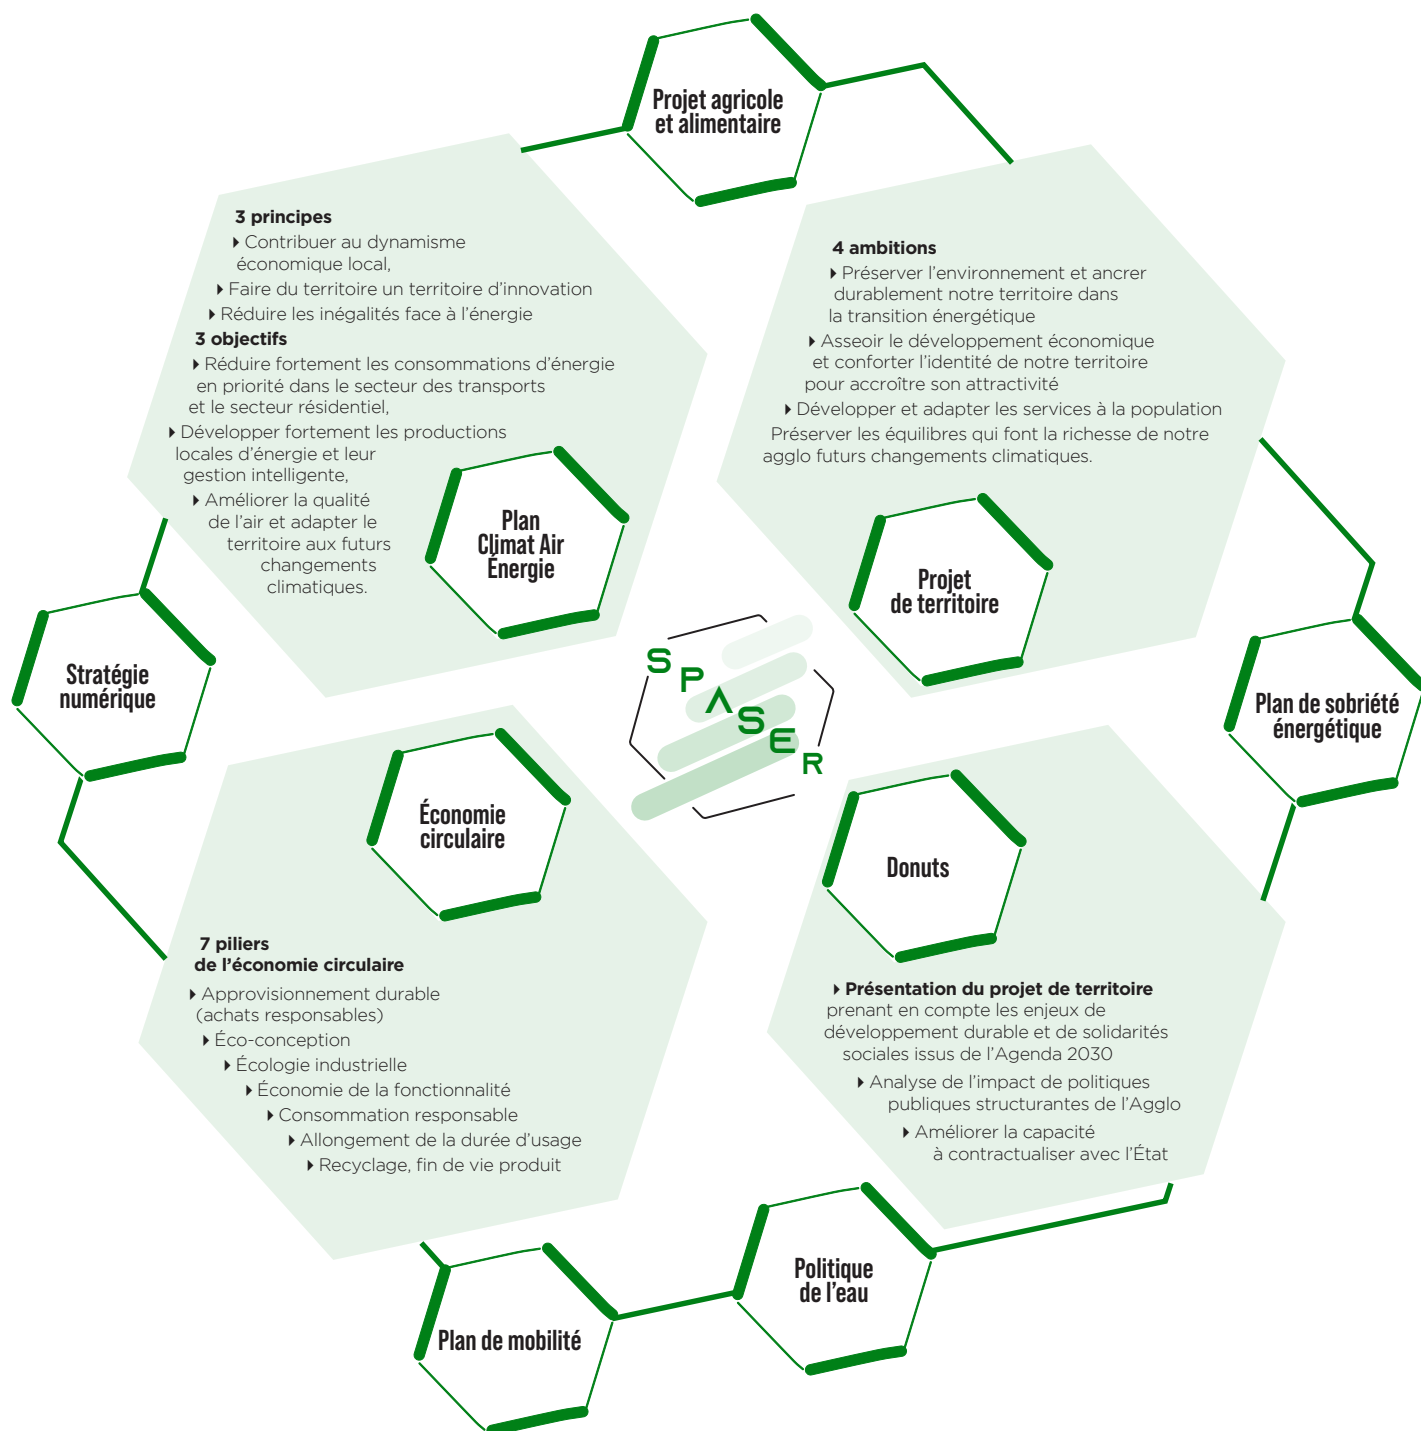 Projet agricole
et alimentaire
3 principes
Contribuer au dynamisme
économique local,
Faire du territoire un territoire d’innovation
Réduire les inégalités face à l’énergie
3 objectifs
Réduire fortement les consommations d’énergie
en priorité dans le secteur des transports
et le secteur résidentiel,
Développer fortement les productions
locales d’énergie et leur
gestion intelligente,
Améliorer la qualité
de l’air et adapter le
territoire aux futurs
changements
climatiques.
Plan
Climat Air
Énergie
4 ambitions
Préserver l’environnement et ancrer
durablement notre territoire dans
la transition énergétique
Asseoir le développement économique
et conforter l’identité de notre territoire
pour accroître son attractivité
Développer et adapter les services à la population
Préserver les équilibres qui font la richesse de notre
agglo futurs changements climatiques.
Projet
de territoire
Stratégie
numérique
SPASER
Plan de sobriété
énergétique
Économie
circulaire
7 piliers
de l’économie circulaire
Approvisionnement durable
(achats responsables)
Éco-conception
Écologie industrielle
Économie de la fonctionnalité
Consommation responsable
Allongement de la durée d’usage
Recyclage, fin de vie produit
Donuts
Présentation du projet de territoire
prenant en compte les enjeux de
développement durable et de solidarités
sociales issus de l’Agenda 2030
Analyse de l’impact de politiques
publiques structurantes de l’Agglo
Améliorer la capacité
à contractualiser avec l’État
Politique
de l’eau
Plan de mobilité